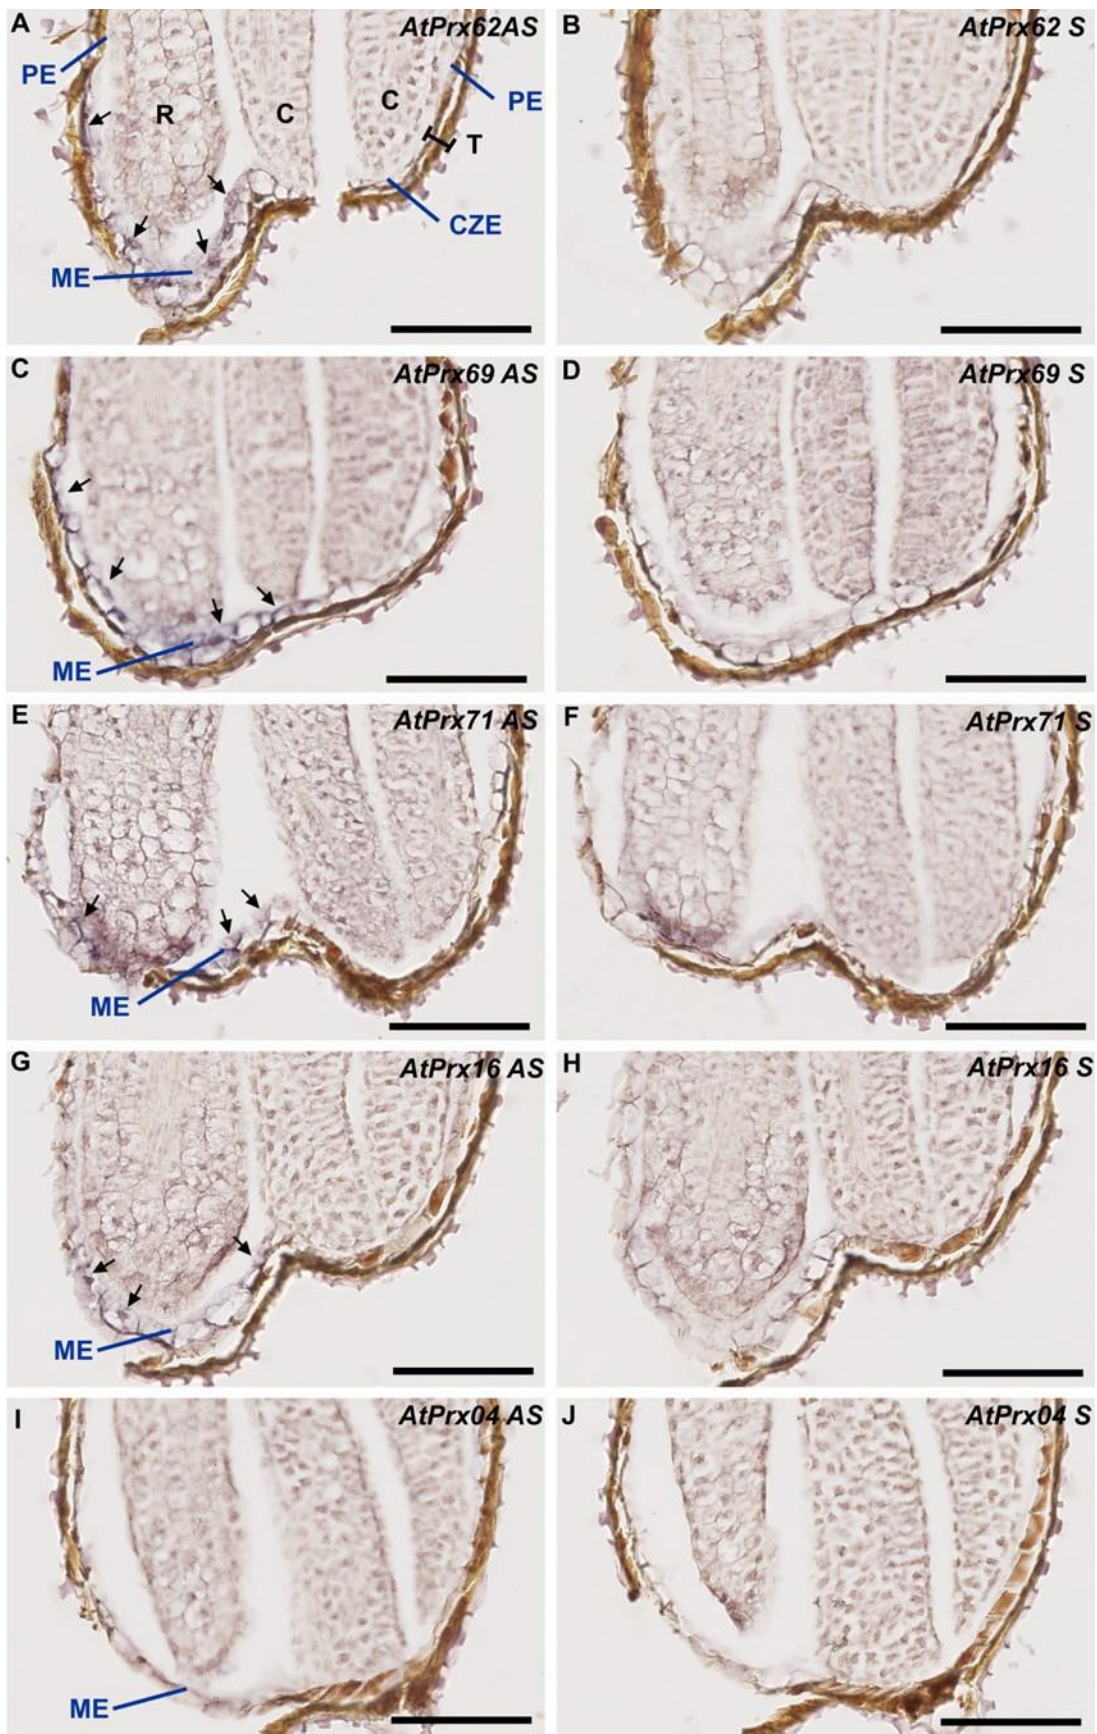 A
AtPrx62AS
PE
R
C
C
PE
T
CZE
ME
B
AtPrx62 S
C
AtPrx69 AS
ME
D
AtPrx69 S
E
AtPrx71 AS
ME
F
AtPrx71 S
G
AtPrx16 AS
ME
H
AtPrx16 S
I
AtPrx04 AS
ME
J
AtPrx04 S